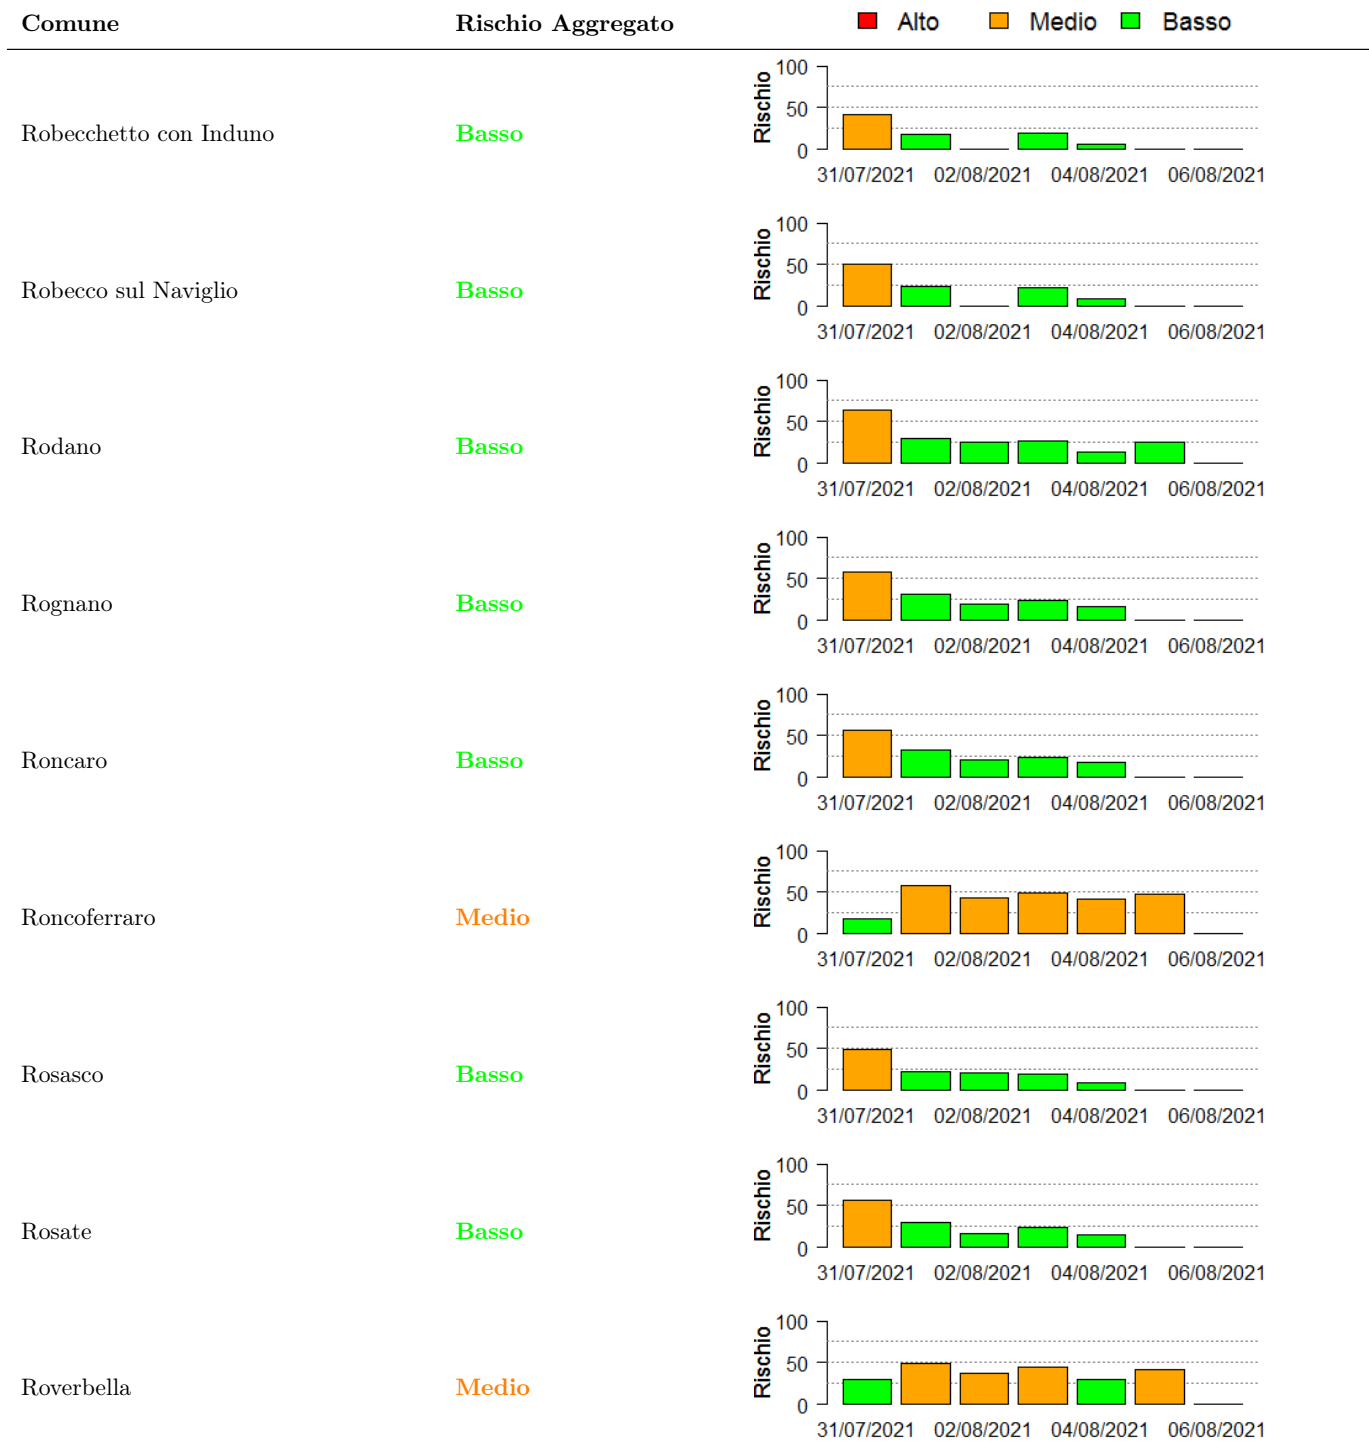 Comune Rischio Aggregato Alto Medio Basso
100
50
0
Rischio
Robecchetto con Induno Basso
31/07/2021 02/08/2021 04/08/2021 06/08/2021
100
50
0
Rischio
Robecco sul Naviglio Basso
31/07/2021 02/08/2021 04/08/2021 06/08/2021
100
50
0
Rischio
Rodano Basso
31/07/2021 02/08/2021 04/08/2021 06/08/2021
100
50
0
Rischio
Rognano Basso
31/07/2021 02/08/2021 04/08/2021 06/08/2021
100
50
0
Rischio
Roncaro Basso
31/07/2021 02/08/2021 04/08/2021 06/08/2021
100
50
0
Rischio
Roncoferraro Medio
31/07/2021 02/08/2021 04/08/2021 06/08/2021
100
50
0
Rischio
Rosasco Basso
31/07/2021 02/08/2021 04/08/2021 06/08/2021
100
50
0
Rischio
Rosate Basso
31/07/2021 02/08/2021 04/08/2021 06/08/2021
100
50
0
Rischio
Roverbella Medio
31/07/2021 02/08/2021 04/08/2021 06/08/2021